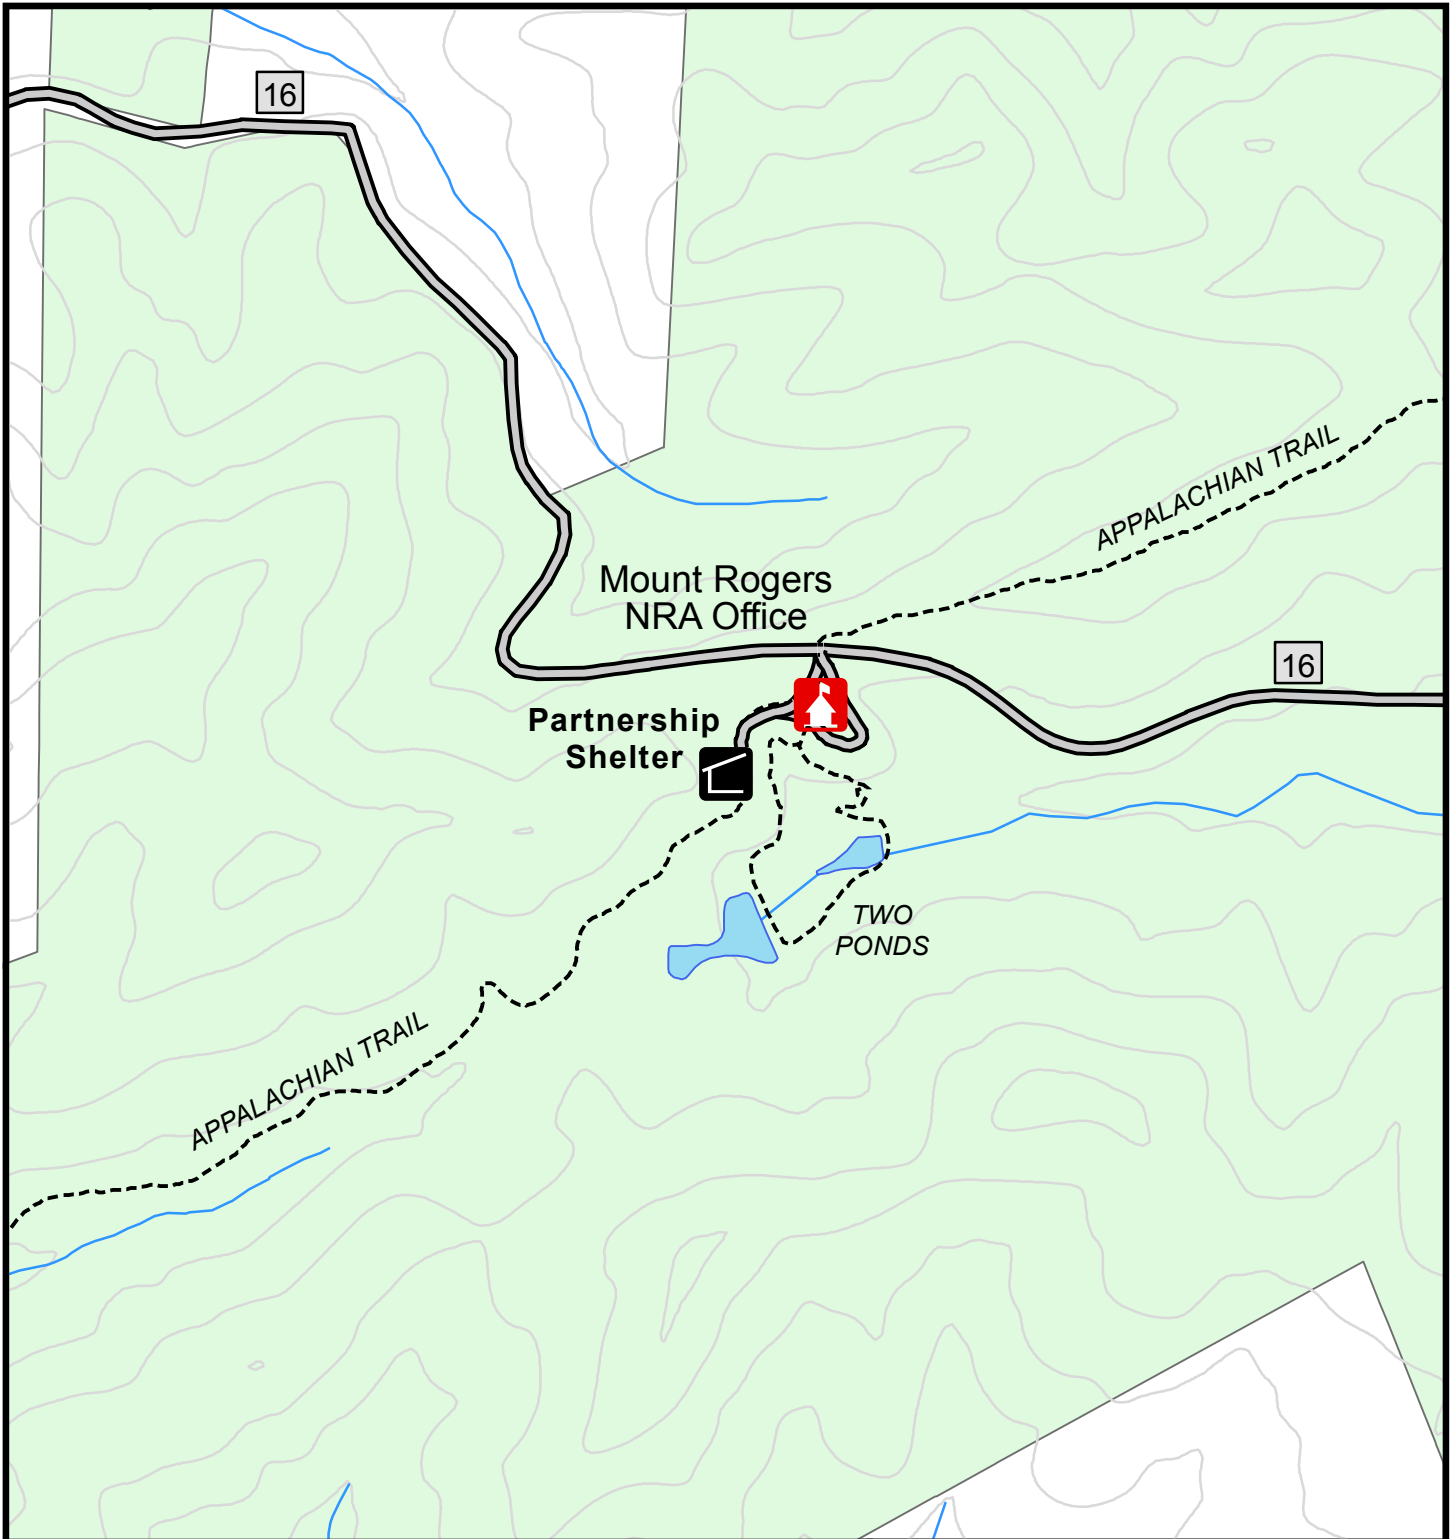 16
APPALACHIAN TRAIL
Mount Rogers
NRA Office
16
Partnership
Shelter
TWO
PONDS
APPALACHIAN TRAIL